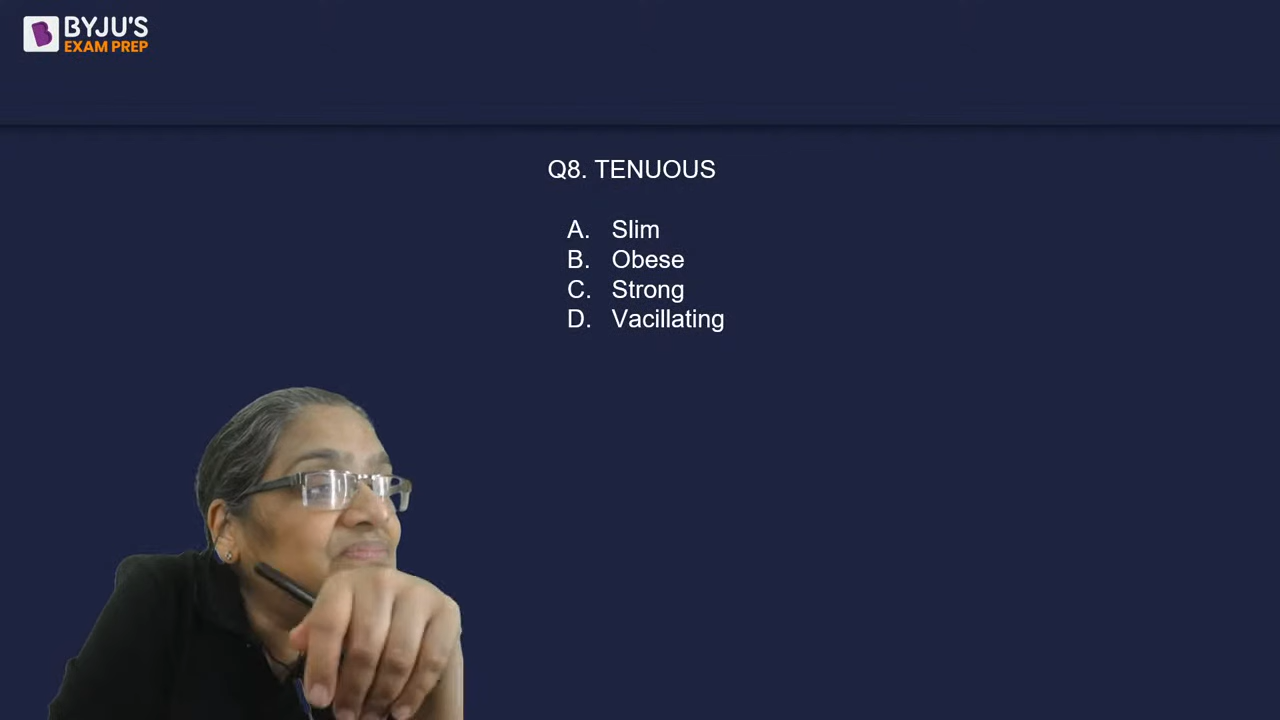 BYJU'S
EXAM PREP
Q8. TENUOUS
A. Slim
B. Obese
C. Strong
D. Vacillating